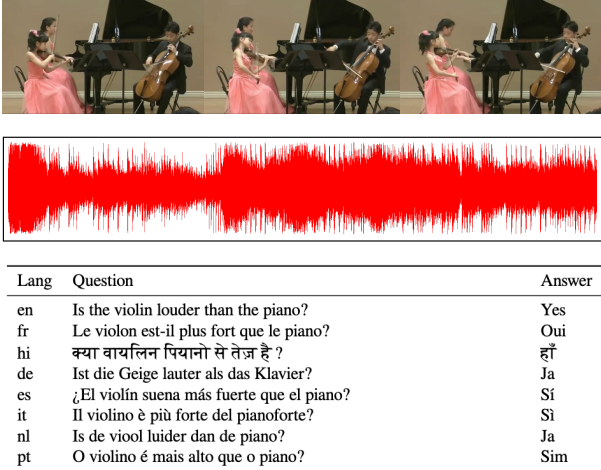 Lang Question Answer
en Is the violin louder than the piano? Yes
fr Le violon est-il plus fort que le piano? Oui
hi क्या वायलिन पियानो से तेज़ है ? हाँ
de Ist die Geige lauter als das Klavier? Ja
es ¿El violín suena más fuerte que el piano? Sí
it Il violino è più forte del pianoforte? Sì
nl Is de viool luider dan de piano? Ja
pt O violino é mais alto que o piano? Sim